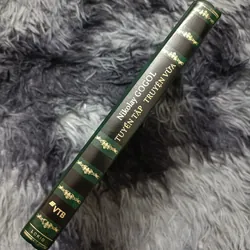 Nikolay GOGOL
TUYỂN TẬP TRUYỆN VỪA
VTB